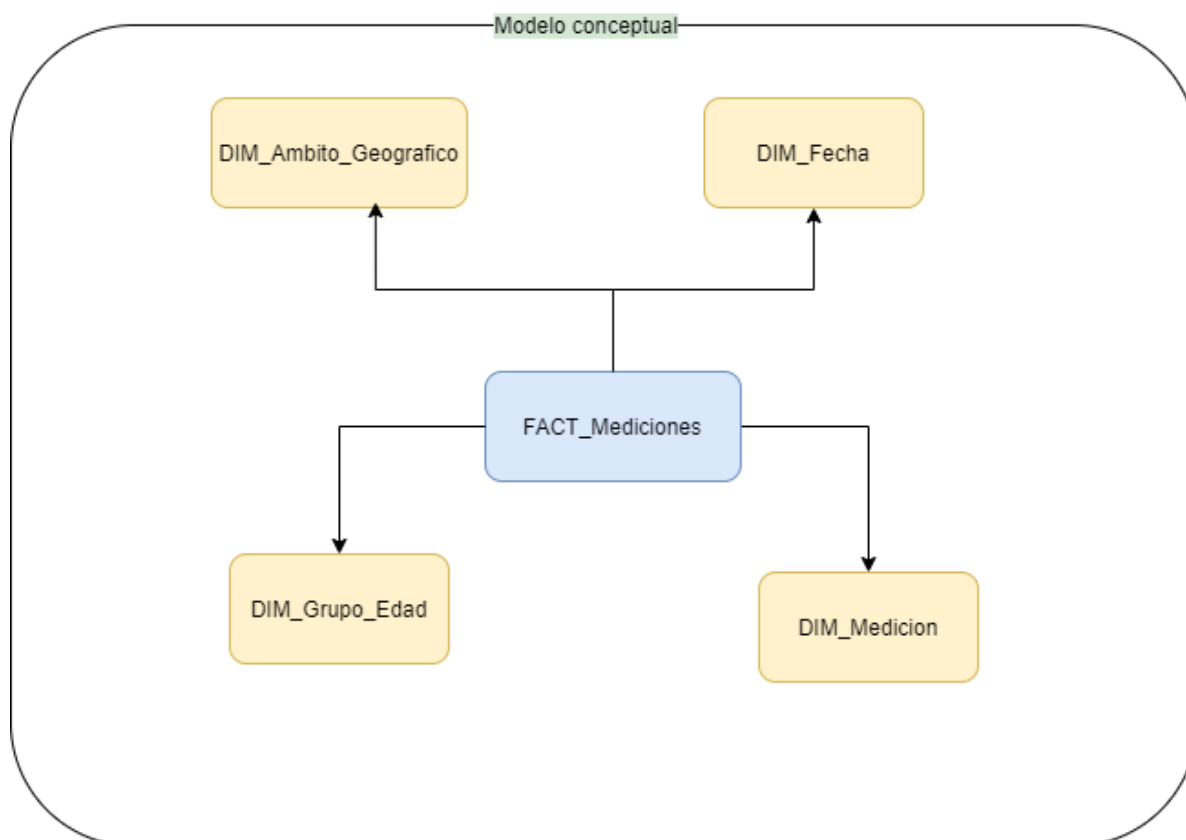 Modelo conceptual
DIM_Ambito_Geografico
DIM_Fecha
FACT_Mediciones
DIM_Grupo_Edad
DIM_Medicion